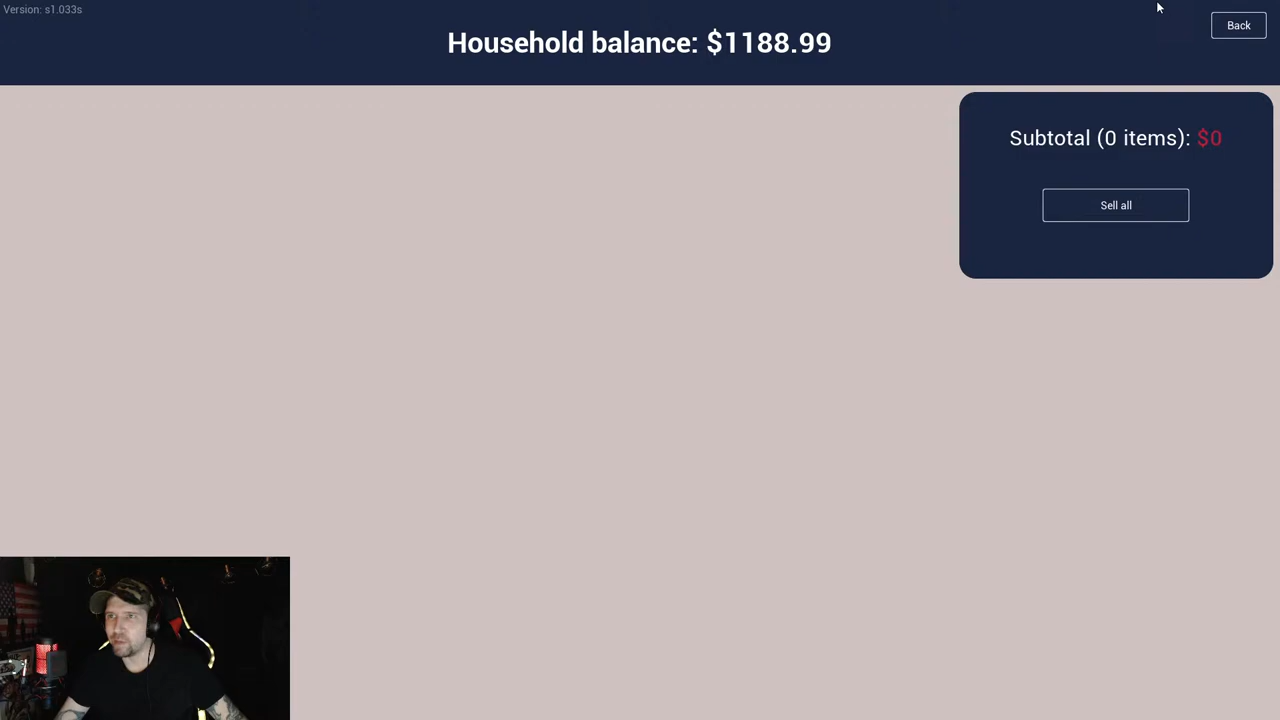 Version: s1.033s
Household balance: $1188.99
Back
Subtotal (0 items): $0
Sell all